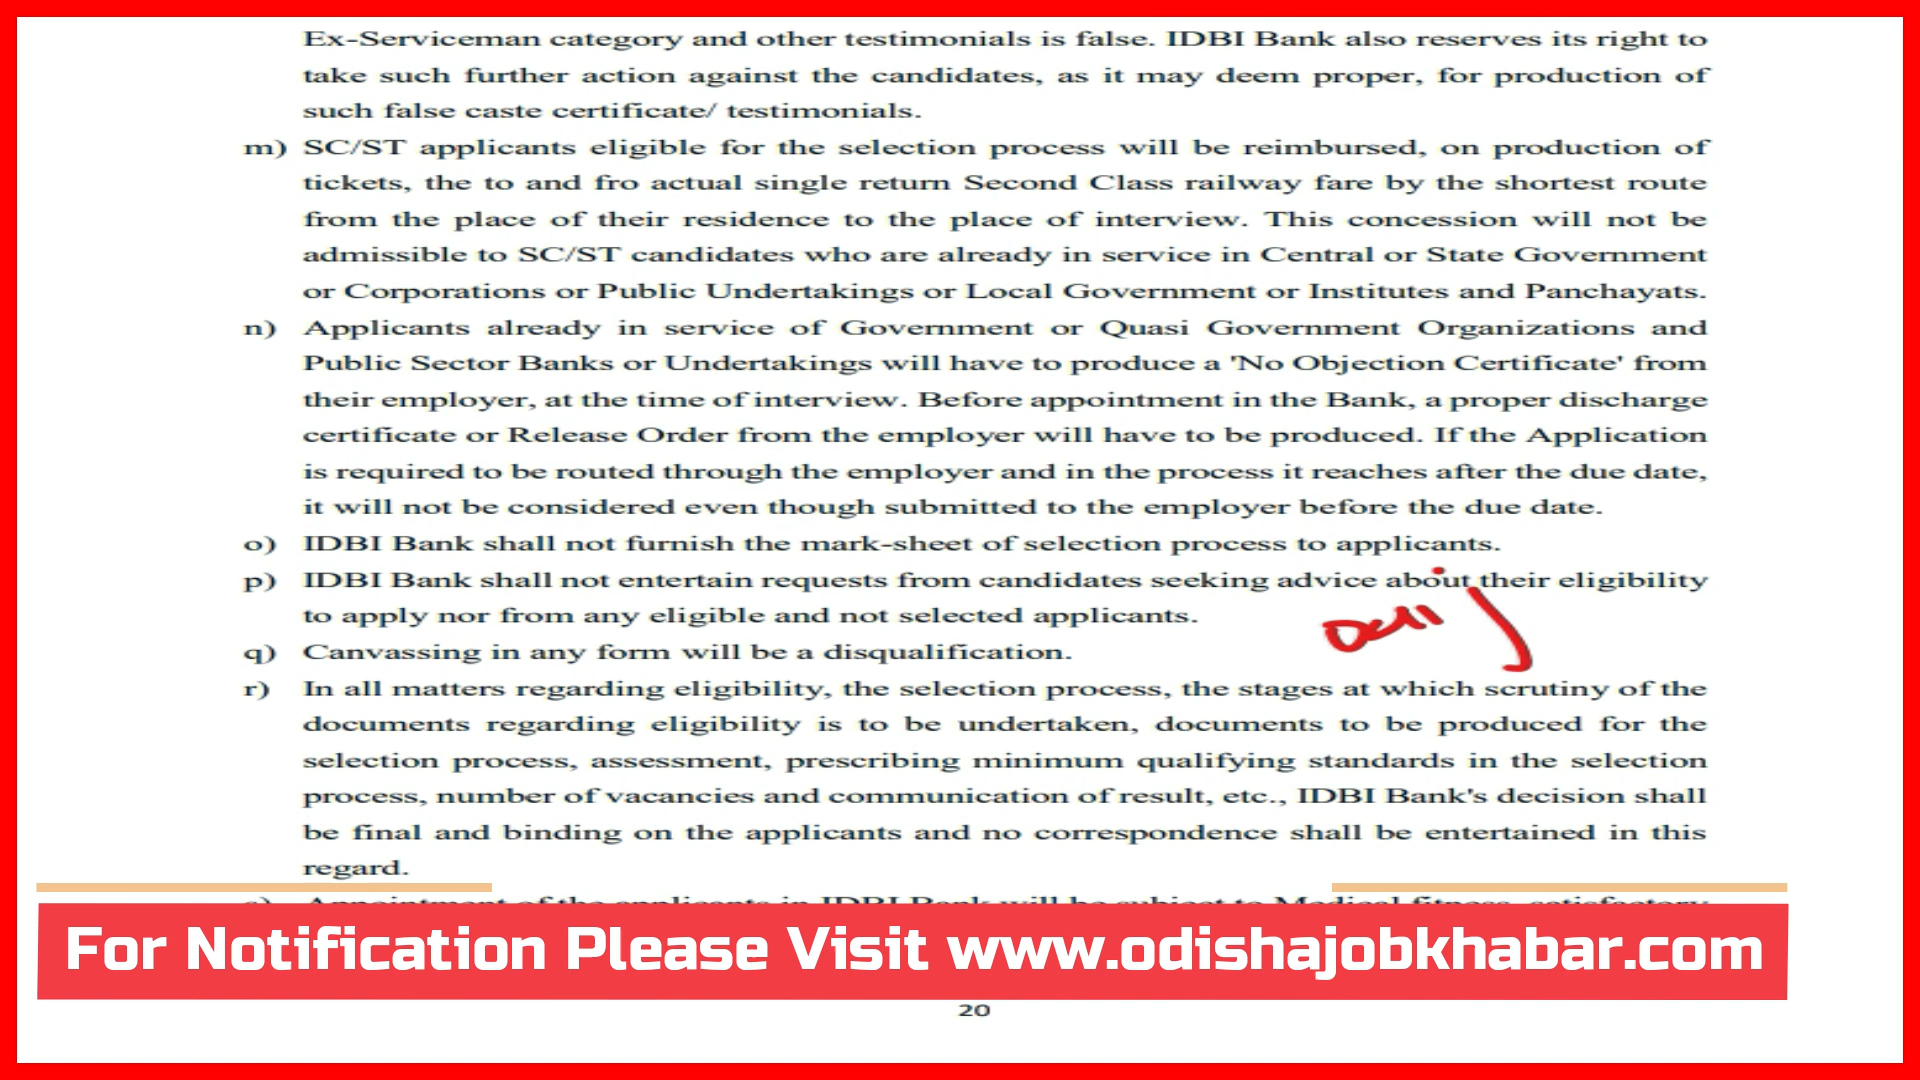 Ex-Serviceman category and other testimonials is false. IDBI Bank also reserves its right to
take such further action against the candidates, as it may deem proper, for production of
such false caste certificate/ testimonials.
m) SC/ST applicants eligible for the selection process will be reimbursed, on production of
tickets, the to and fro actual single return Second Class railway fare by the shortest route
from the place of their residence to the place of interview. This concession will not be
admissible to SC/ST candidates who are already in service in Central or State Government
or Corporations or Public Undertakings or Local Government or Institutes and Panchayats.
n) Applicants already in service of Government or Quasi Government Organizations and
Public Sector Banks or Undertakings will have to produce a 'No Objection Certificate' from
their employer, at the time of interview. Before appointment in the Bank, a proper discharge
certificate or Release Order from the employer will have to be produced. If the Application
is required to be routed through the employer and in the process it reaches after the due date,
it will not be considered even though submitted to the employer before the due date.
o) IDBI Bank shall not furnish the mark-sheet of selection process to applicants.
p) IDBI Bank shall not entertain requests from candidates seeking advice about their eligibility
to apply nor from any eligible and not selected applicants.
q) Canvassing in any form will be a disqualification.
r) In all matters regarding eligibility, the selection process, the stages at which scrutiny of the
documents regarding eligibility is to be undertaken, documents to be produced for the
selection process, assessment, prescribing minimum qualifying standards in the selection
process, number of vacancies and communication of result, etc., IDBI Bank's decision shall
be final and binding on the applicants and no correspondence shall be entertained in this
regard.
s) Appointment of the applicants in IDBI Bank will be subject to Medical fitness, satisfactory
For Notification Please Visit www.odishajobkhabar.com
20